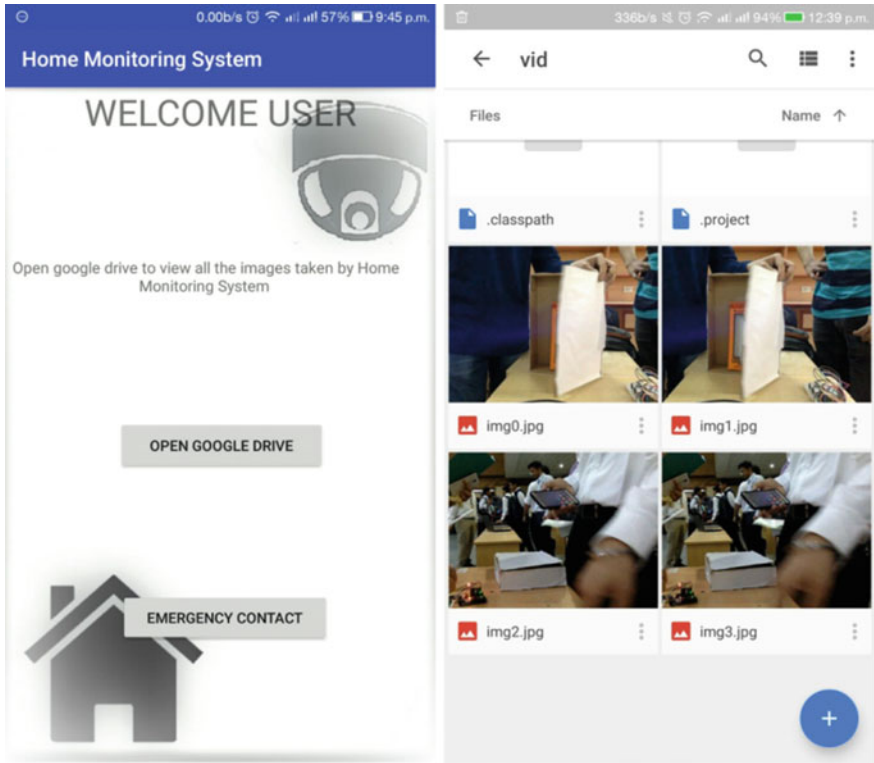 0.00b/s 57% 9:45 p.m.
Home Monitoring System
WELCOME USER
Open google drive to view all the images taken by Home
Monitoring System
OPEN GOOGLE DRIVE
EMERGENCY CONTACT
336b/s 94% 12:39 p.m.
vid
Files Name
.classpath .project
img0.jpg img1.jpg
img2.jpg img3.jpg